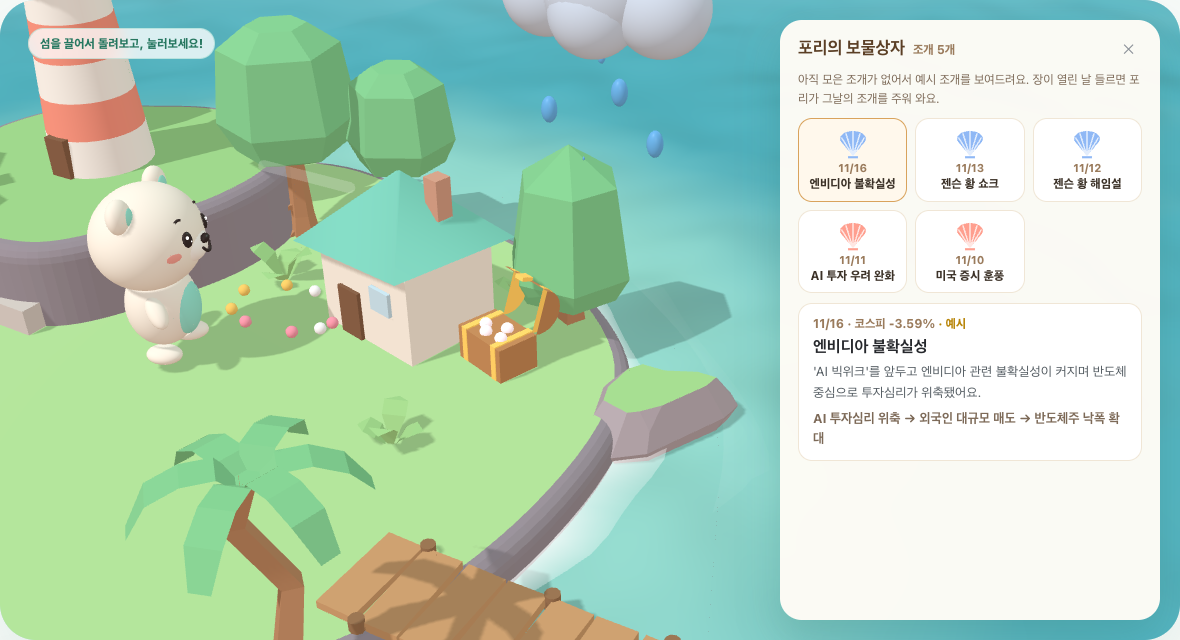 섬을 끌어서 돌려보고, 눌러보세요!
포리의 보물상자 조개 5개
아직 모은 조개가 없어서 예시 조개를 보여드려요. 장이 열린 날 들르면 포
리가 그날의 조개를 주워 와요.
11/16
엔비디아 불확실성
11/13
젠슨 황 쇼크
11/12
젠슨 황 해임설
11/11
AI 투자 우려 완화
11/10
미국 증시 훈풍
11/16 · 코스피 -3.59% · 예시
엔비디아 불확실성
'AI 빅위크'를 앞두고 엔비디아 관련 불확실성이 커지며 반도체
중심으로 투자심리가 위축됐어요.
AI 투자심리 위축 → 외국인 대규모 매도 → 반도체주 낙폭 확
대